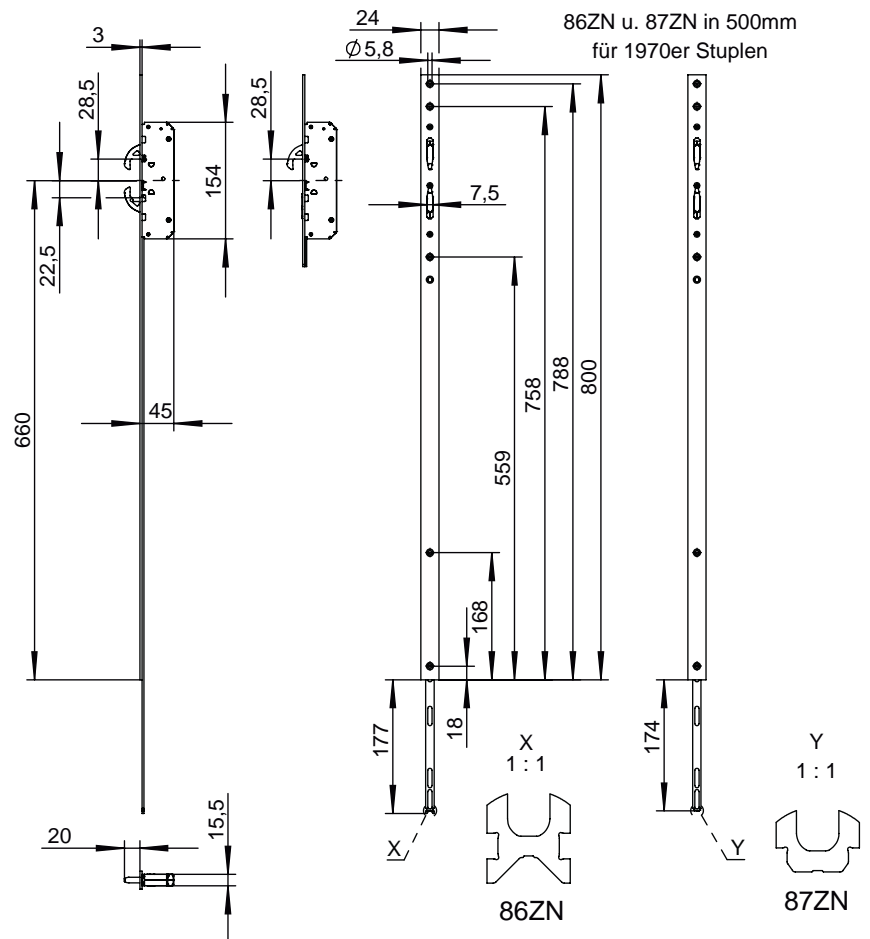 24
86ZN u. 87ZN in 500mm
für 1970er Stuplen
3
Ø5,8
28,5
28,5
154
7,5
22,5
660
45
559
758
788
800
168
177
18
174
X
1 : 1
Y
1 : 1
20
15,5
X
Y
86ZN
87ZN